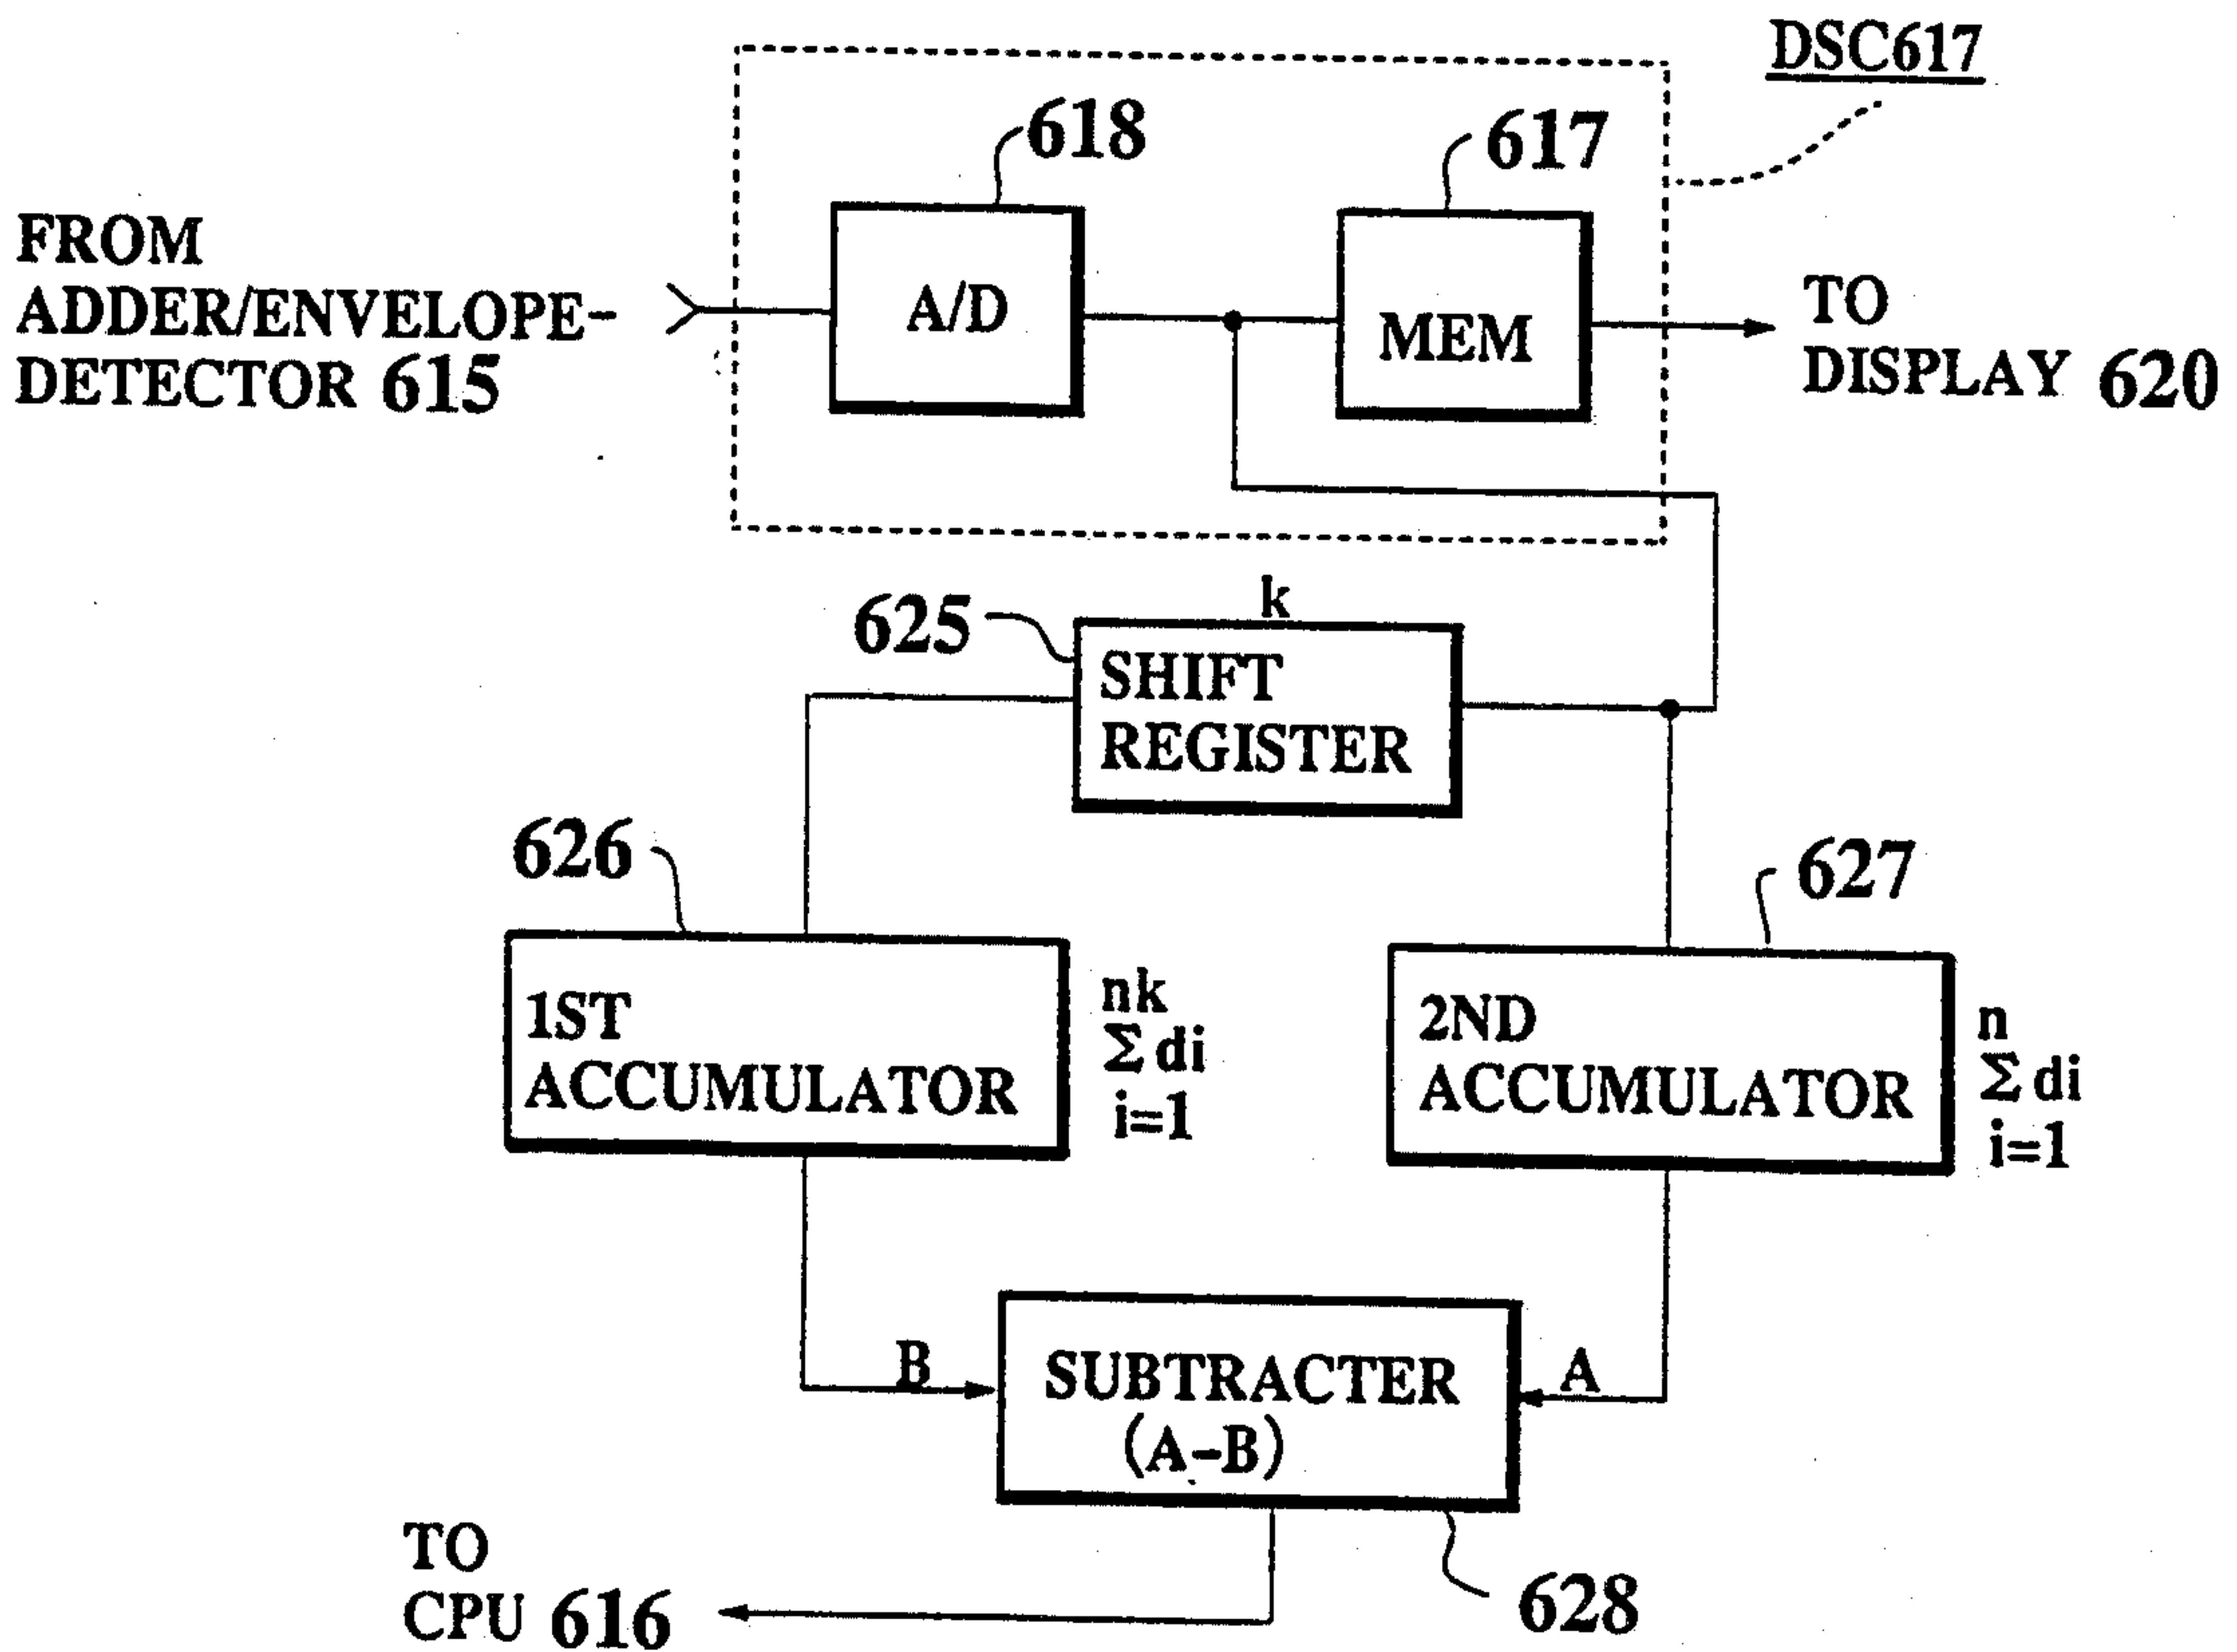 DSC617
618
617
FROM
ADDER/ENVELOPE-
DETECTOR 615
A/D
MEM
TO
DISPLAY 620
k
625
SHIFT
REGISTER
626
627
1ST
ACCUMULATOR
nk
Σ di
i=1
2ND
ACCUMULATOR
n
Σ di
i=1
B
SUBTRACTER
(A-B)
A
TO
CPU 616
628